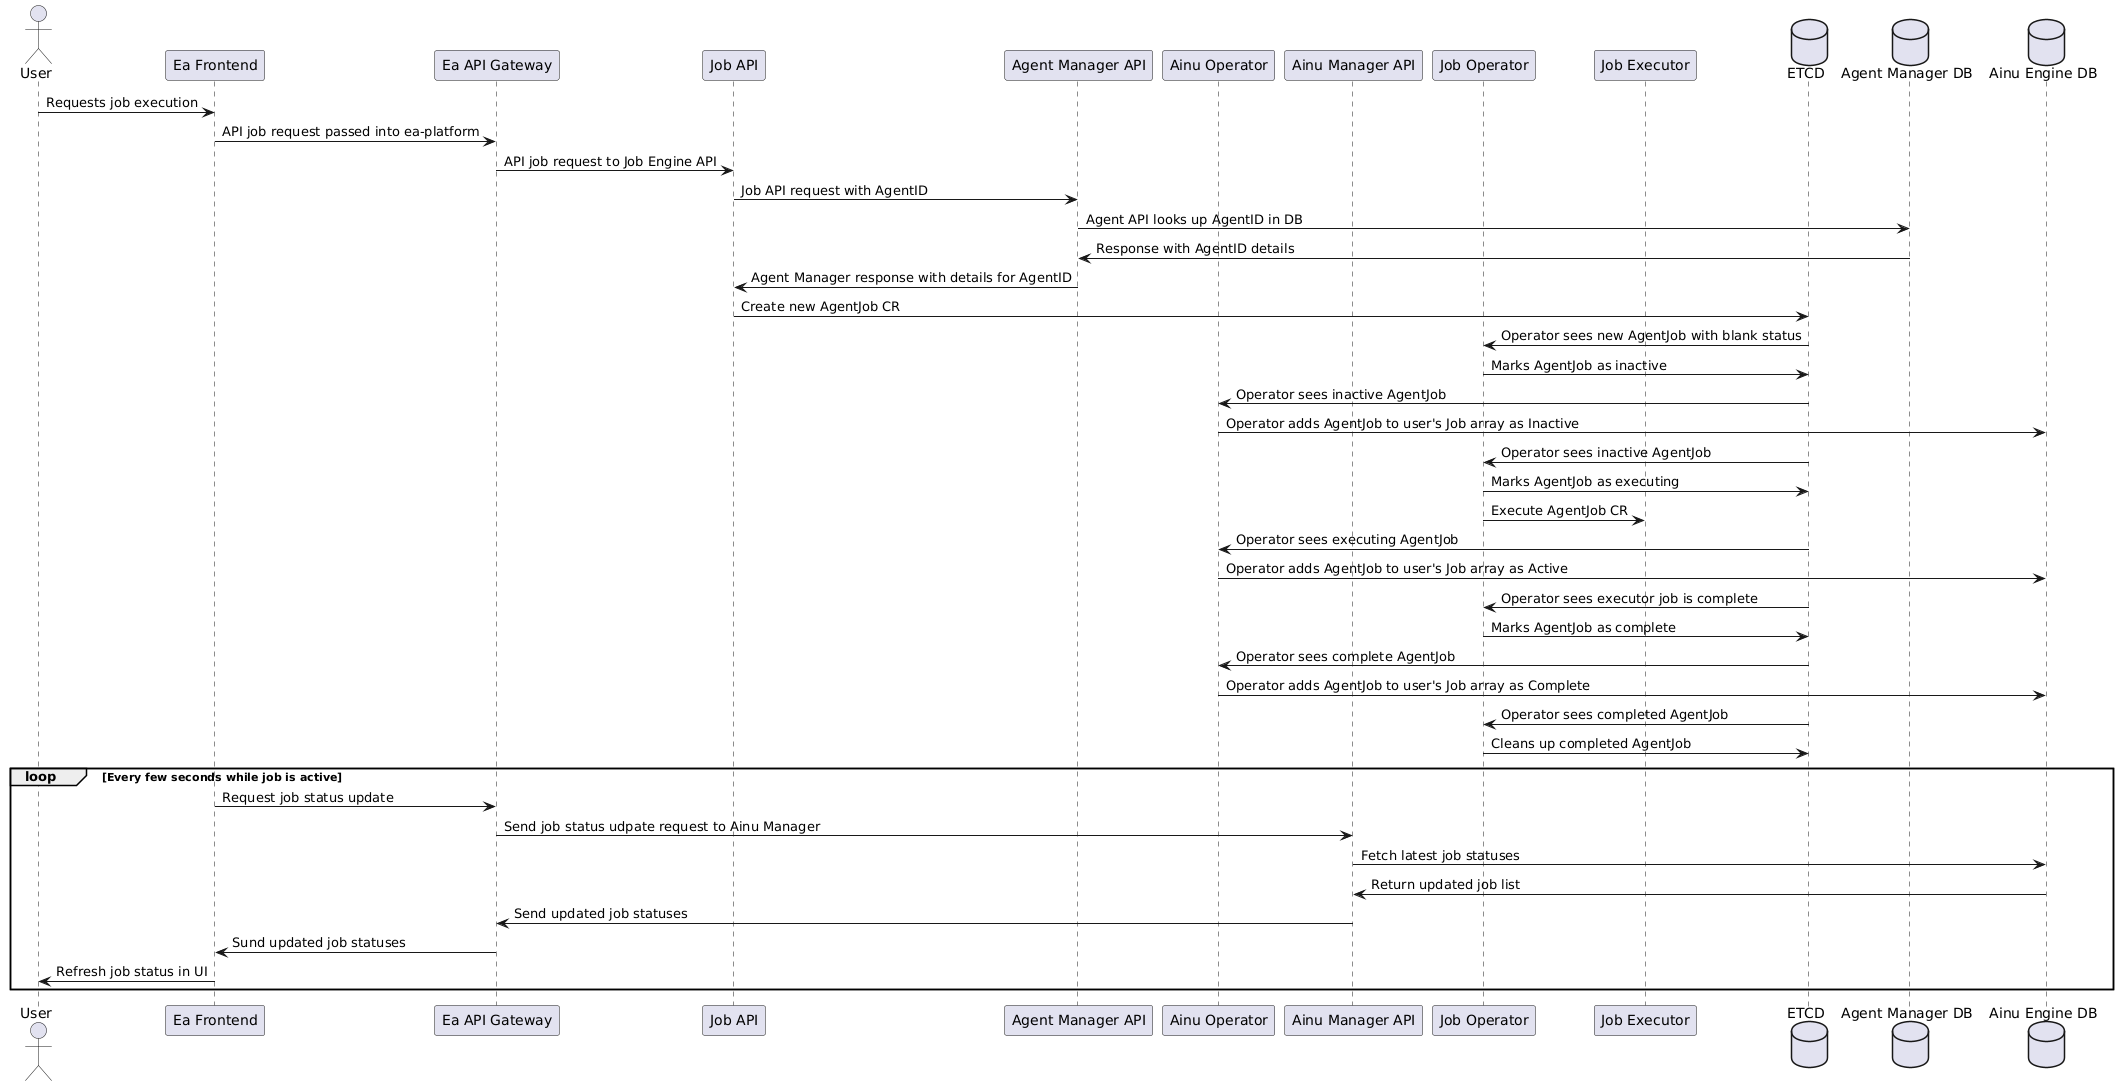 User
Ea Frontend
Ea API Gateway
Job API
Agent Manager API
Ainu Operator
Ainu Manager API
Job Operator
Job Executor
ETCD
Agent Manager DB
Ainu Engine DB
Requests job execution
API job request passed into ea-platform
API job request to Job Engine API
Job API request with AgentID
Agent API looks up AgentID in DB
Response with AgentID details
Agent Manager response with details for AgentID
Create new AgentJob CR
Operator sees new AgentJob with blank status
Marks AgentJob as inactive
Operator sees inactive AgentJob
Operator adds AgentJob to user's Job array as Inactive
Operator sees inactive AgentJob
Marks AgentJob as executing
Execute AgentJob CR
Operator sees executing AgentJob
Operator adds AgentJob to user's Job array as Active
Operator sees executor job is complete
Marks AgentJob as complete
Operator sees complete AgentJob
Operator adds AgentJob to user's Job array as Complete
Operator sees completed AgentJob
Cleans up completed AgentJob
loop [Every few seconds while job is active]
Request job status update
Send job status udpate request to Ainu Manager
Fetch latest job statuses
Return updated job list
Send updated job statuses
Sund updated job statuses
Refresh job status in UI
User
Ea Frontend
Ea API Gateway
Job API
Agent Manager API
Ainu Operator
Ainu Manager API
Job Operator
Job Executor
ETCD
Agent Manager DB
Ainu Engine DB